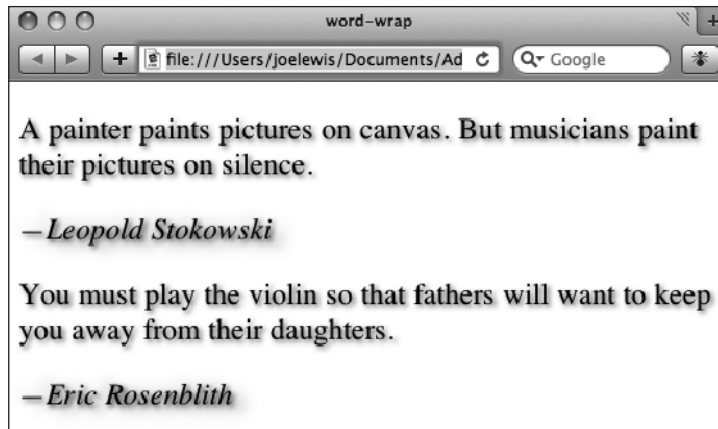 word-wrap
file:///Users/joelewis/Documents/Ad
Google
A painter paints pictures on canvas. But musicians paint
their pictures on silence.
—Leopold Stokowski
You must play the violin so that fathers will want to keep
you away from their daughters.
—Eric Rosenblith